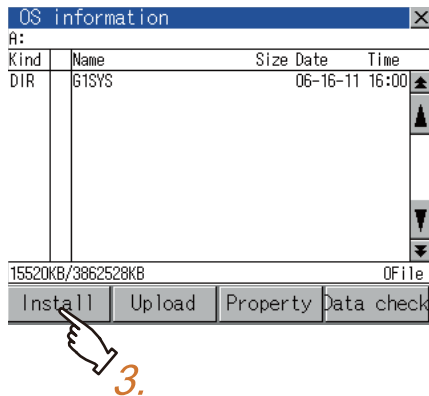 OS information
A:
Kind Name Size Date Time
DIR G1SYS 06-16-11 16:00
15520KB/3862528KB 0File
Install Upload Property Data check
3.